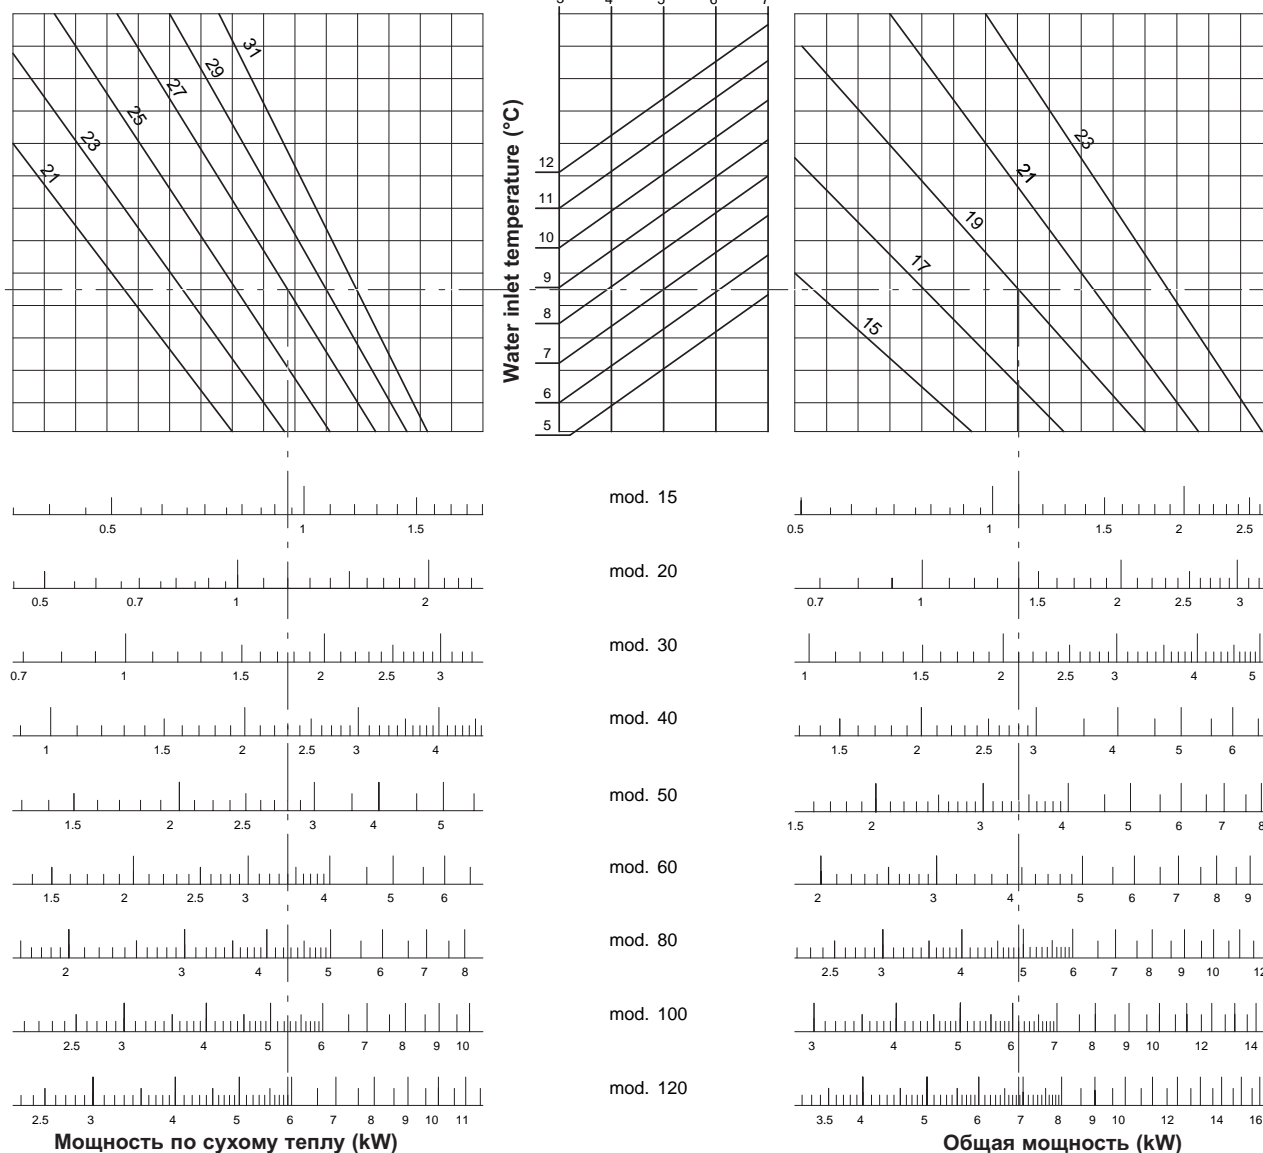 3 4 5 6 7
31
29
27
25
23
21
Water inlet temperature (°C)
12
11
10
9
8
7
6
5
23
21
19
17
15
0.5 1 1.5
mod. 15
0.5 1 1.5 2 2.5
0.5 0.7 1 2
mod. 20
0.7 1 1.5 2 2.5 3
0.7 1 1.5 2 2.5 3
mod. 30
1 1.5 2 2.5 3 4 5
1 1.5 2 2.5 3 4
mod. 40
1.5 2 2.5 3 4 5 6
1.5 2 2.5 3 4 5
mod. 50
1.5 2 3 4 5 6 7 8
1.5 2 2.5 3 4 5 6
mod. 60
2 3 4 5 6 7 8 9
2 3 4 5 6 7 8
mod. 80
2.5 3 4 5 6 7 8 9 10 12
2.5 3 4 5 6 7 8 9 10
mod. 100
3 4 5 6 7 8 9 10 12 14
2.5 3 4 5 6 7 8 9 10 11
mod. 120
3.5 4 5 6 7 8 9 10 12 14 16
Мощность по сухому теплу (kW)
Общая мощность (kW)